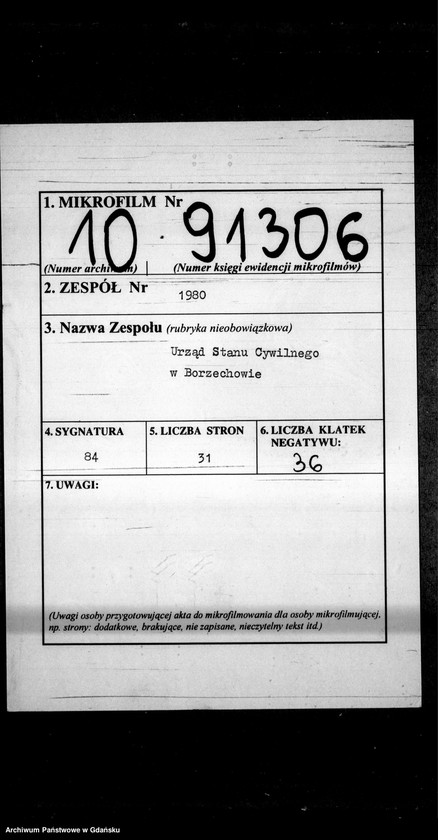 1. MIKROFILM Nr
10 . 91306
(Numer archiwum) (Numer księgi ewidencji mikrofilmów)
2. ZESPÓŁ Nr
1980
3. Nazwa Zespołu (rubryka nieobowiązkowa)
Urząd Stanu Cywilnego
w Borzechowie
4. SYGNATURA
84
5. LICZBA STRON
31
6. LICZBA KLATEK
NEGATYWU:
36
7. UWAGI:
(Uwagi osoby przygotowującej akta do mikrofilmowania dla osoby mikrofilmującej,
np. strony: dodatkowe, brakujące, nie zapisane, nieczytelny tekst itd.)
Archiwum Państwowe w Gdańsku